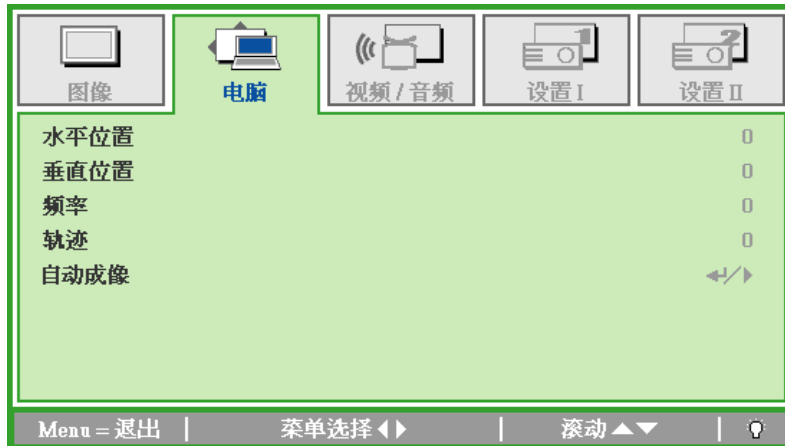 图像 电脑 视频 / 音频 设置 I 设置 II
水平位置 0
垂直位置 0
频率 0
轨迹 0
自动成像
Menu = 退出 | 菜单选择 | 滚动